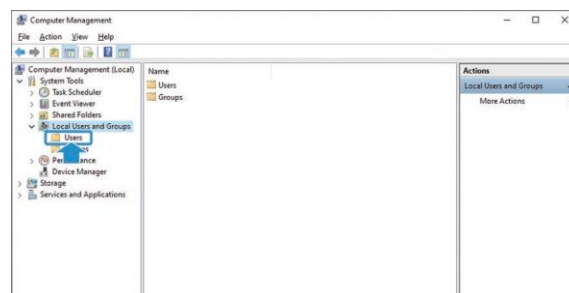 Computer Management
File Action View Help
Computer Management (Local)
System Tools
Task Scheduler
Event Viewer
Shared Folders
Local Users and Groups
Users
Performance
Device Manager
Storage
Services and Applications
Name
Users
Groups
Actions
Local Users and Groups
More Actions